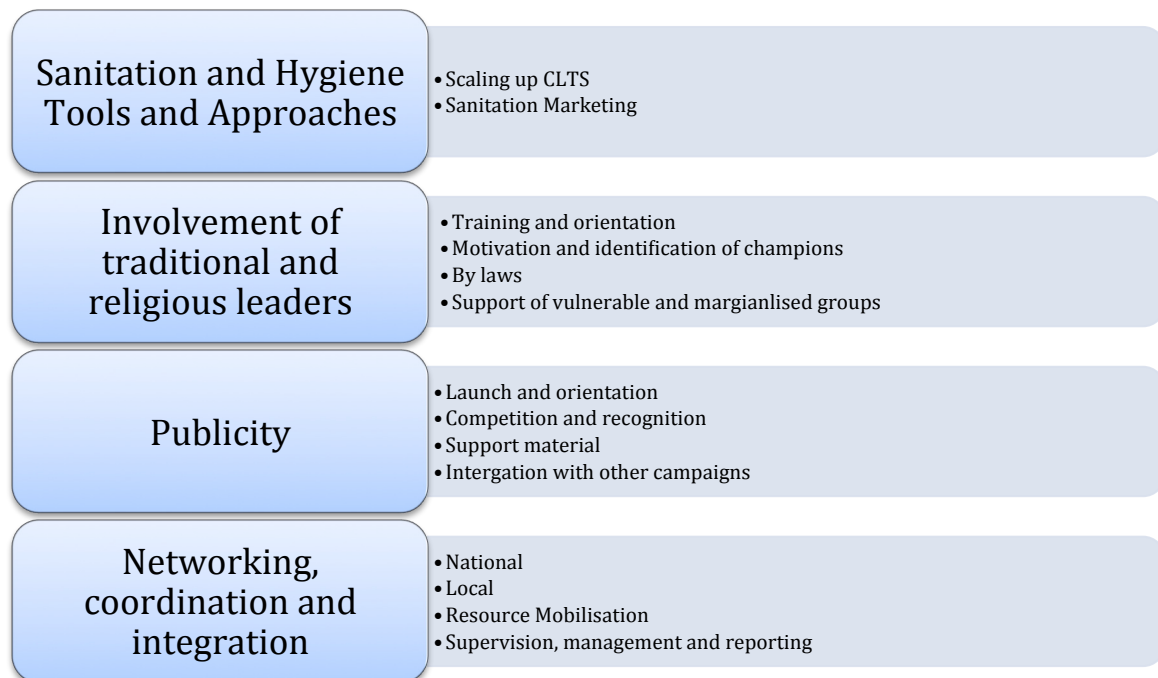 Sanitation and Hygiene
Tools and Approaches
• Scaling up CLTS
• Sanitation Marketing
Involvement of
traditional and
religious leaders
• Training and orientation
• Motivation and identification of champions
• By laws
• Support of vulnerable and margianlised groups
Publicity
• Launch and orientation
• Competition and recognition
• Support material
• Intergation with other campaigns
Networking,
coordination and
integration
• National
• Local
• Resource Mobilisation
• Supervision, management and reporting